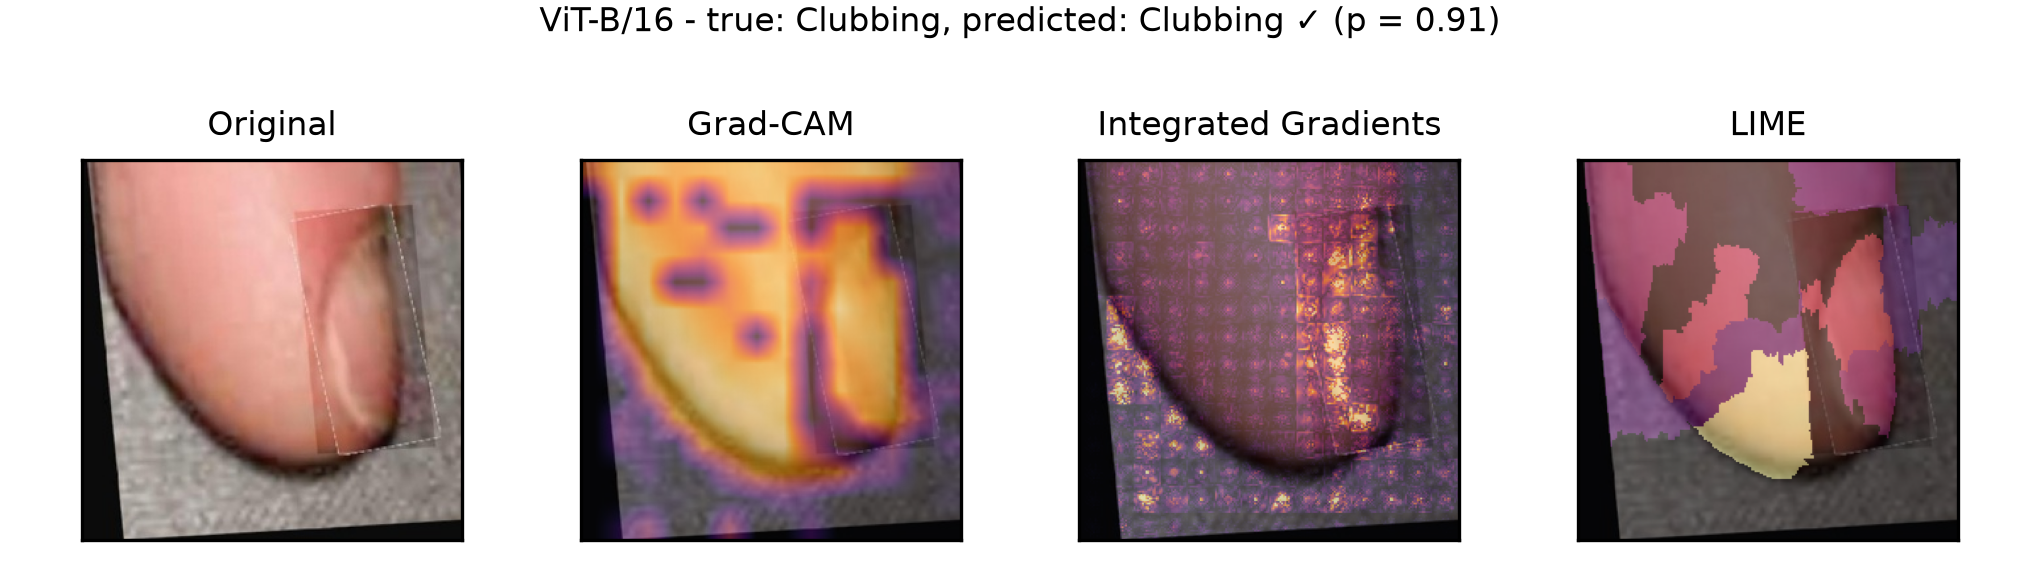 ViT-B/16 - true: Clubbing, predicted: Clubbing ✓ (p = 0.91)
Original
Grad-CAM
Integrated Gradients
LIME